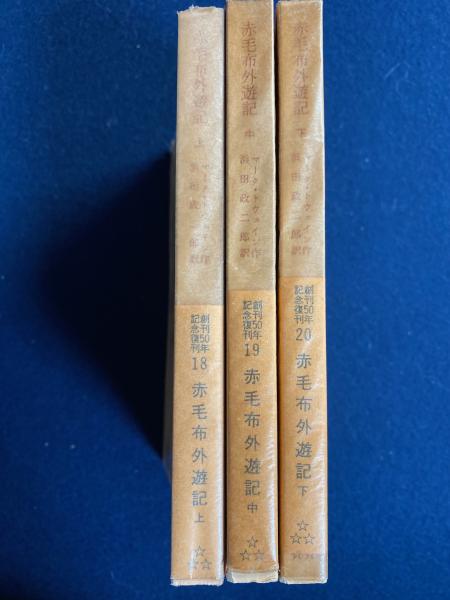 赤毛布外遊記 上
マーク・トウェイン作
浜田政二郎訳
創刊50年
記念復刊
18
赤毛布外遊記 上
☆
☆☆
赤毛布外遊記 中
マーク・トウェイン作
浜田政二郎訳
創刊50年
記念復刊
19
赤毛布外遊記 中
☆
☆☆
赤毛布外遊記 下
マーク・トウェイン作
浜田政二郎訳
創刊50年
記念復刊
20
赤毛布外遊記 下
☆
☆☆